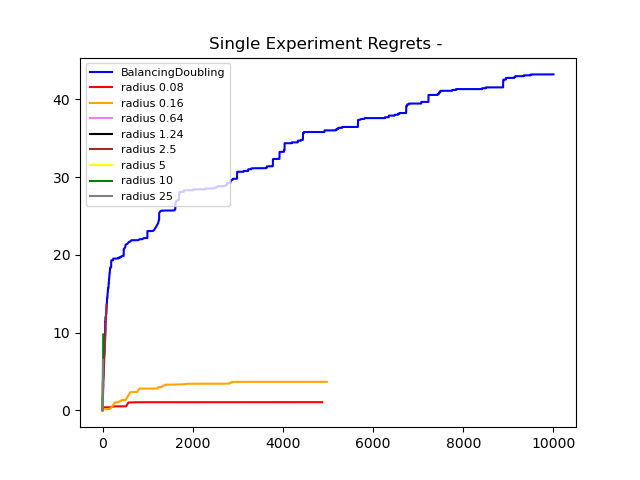 Single Experiment Regrets -
BalancingDoubling
radius 0.08
radius 0.16
radius 0.64
radius 1.24
radius 2.5
radius 5
radius 10
radius 25
40
30
20
10
0
0 2000 4000 6000 8000 10000